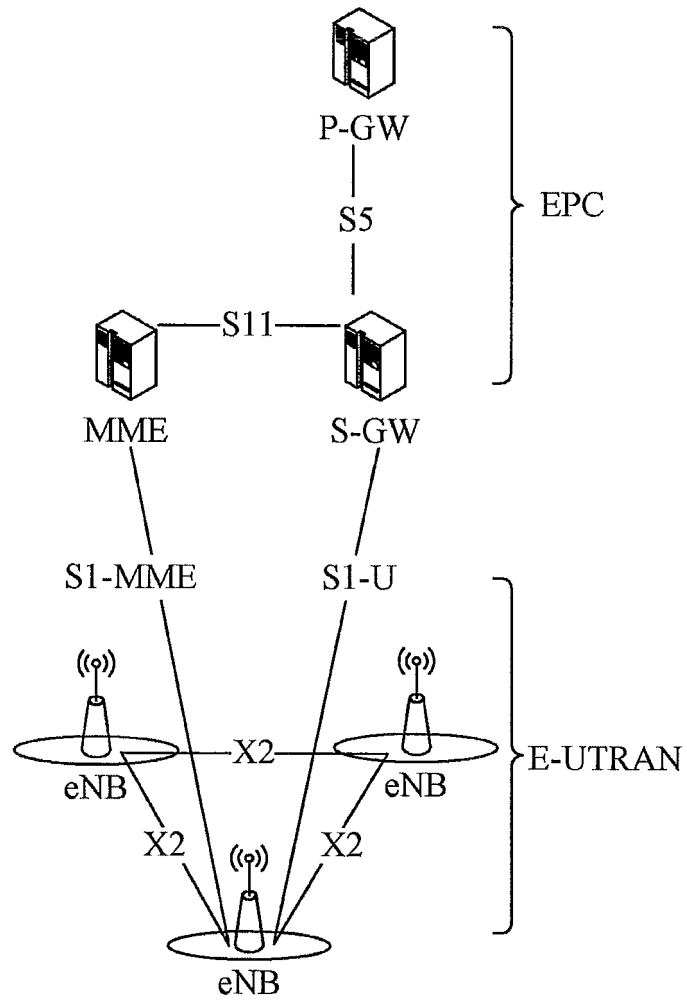 P-GW
S5
EPC
S11
MME
S-GW
S1-MME
S1-U
X2
E-UTRAN
eNB
eNB
X2
X2
eNB